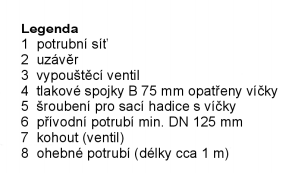 Legenda
1 potrubní síť
2 uzávěr
3 vypouštěcí ventil
4 tlakové spojky B 75 mm opatřeny víčky
5 šroubení pro sací hadice s víčky
6 přívodní potrubí min. DN 125 mm
7 kohout (ventil)
8 ohebné potrubí (délky cca 1 m)